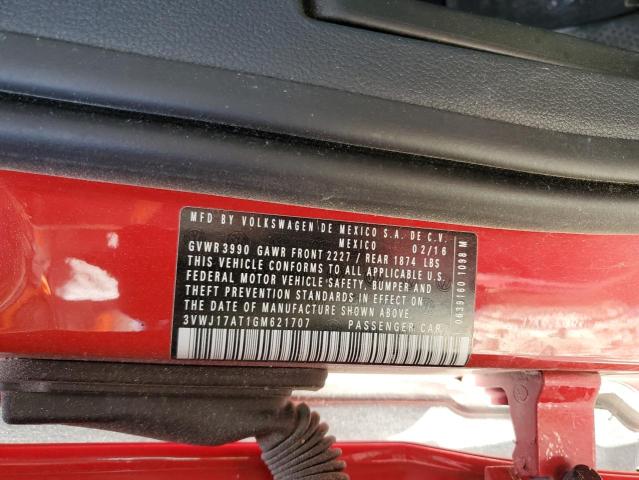 MFD BY VOLKSWAGEN DE MEXICO S.A. DE C.V.
MEXICO 02/16
GVWR 3990 GAWR FRONT 2227 / REAR 1874 LBS
THIS VEHICLE CONFORMS TO ALL APPLICABLE U.S.
FEDERAL MOTOR VEHICLE SAFETY, BUMPER AND
THEFT PREVENTION STANDARDS IN EFFECT ON
THE DATE OF MANUFACTURE SHOWN ABOVE.
3VWJ17AT1GM621707 PASSENGER CAR
0639160 1098 M